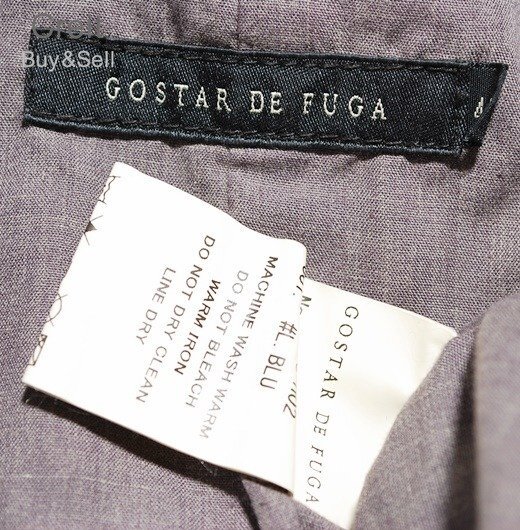 Buy&Sell
GOSTAR DE FUGA
MACHINE WASH WARM
DO NOT BLEACH
WARM IRON
DO NOT DRY CLEAN
LINE DRY
#L. BLU
GOSTAR DE FUGA